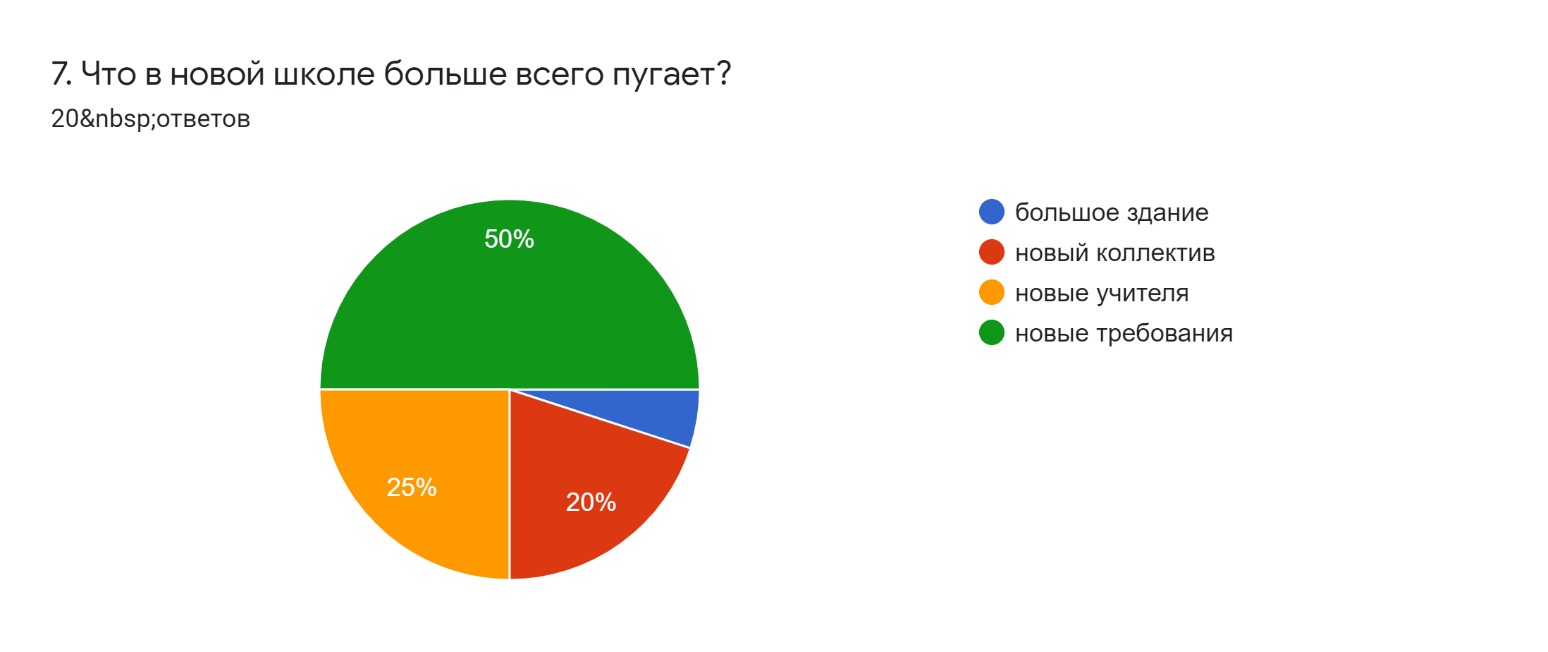 7. Что в новой школе больше всего пугает?
20&nbsp;ответов
50%
25%
20%
большое здание
новый коллектив
новые учителя
новые требования